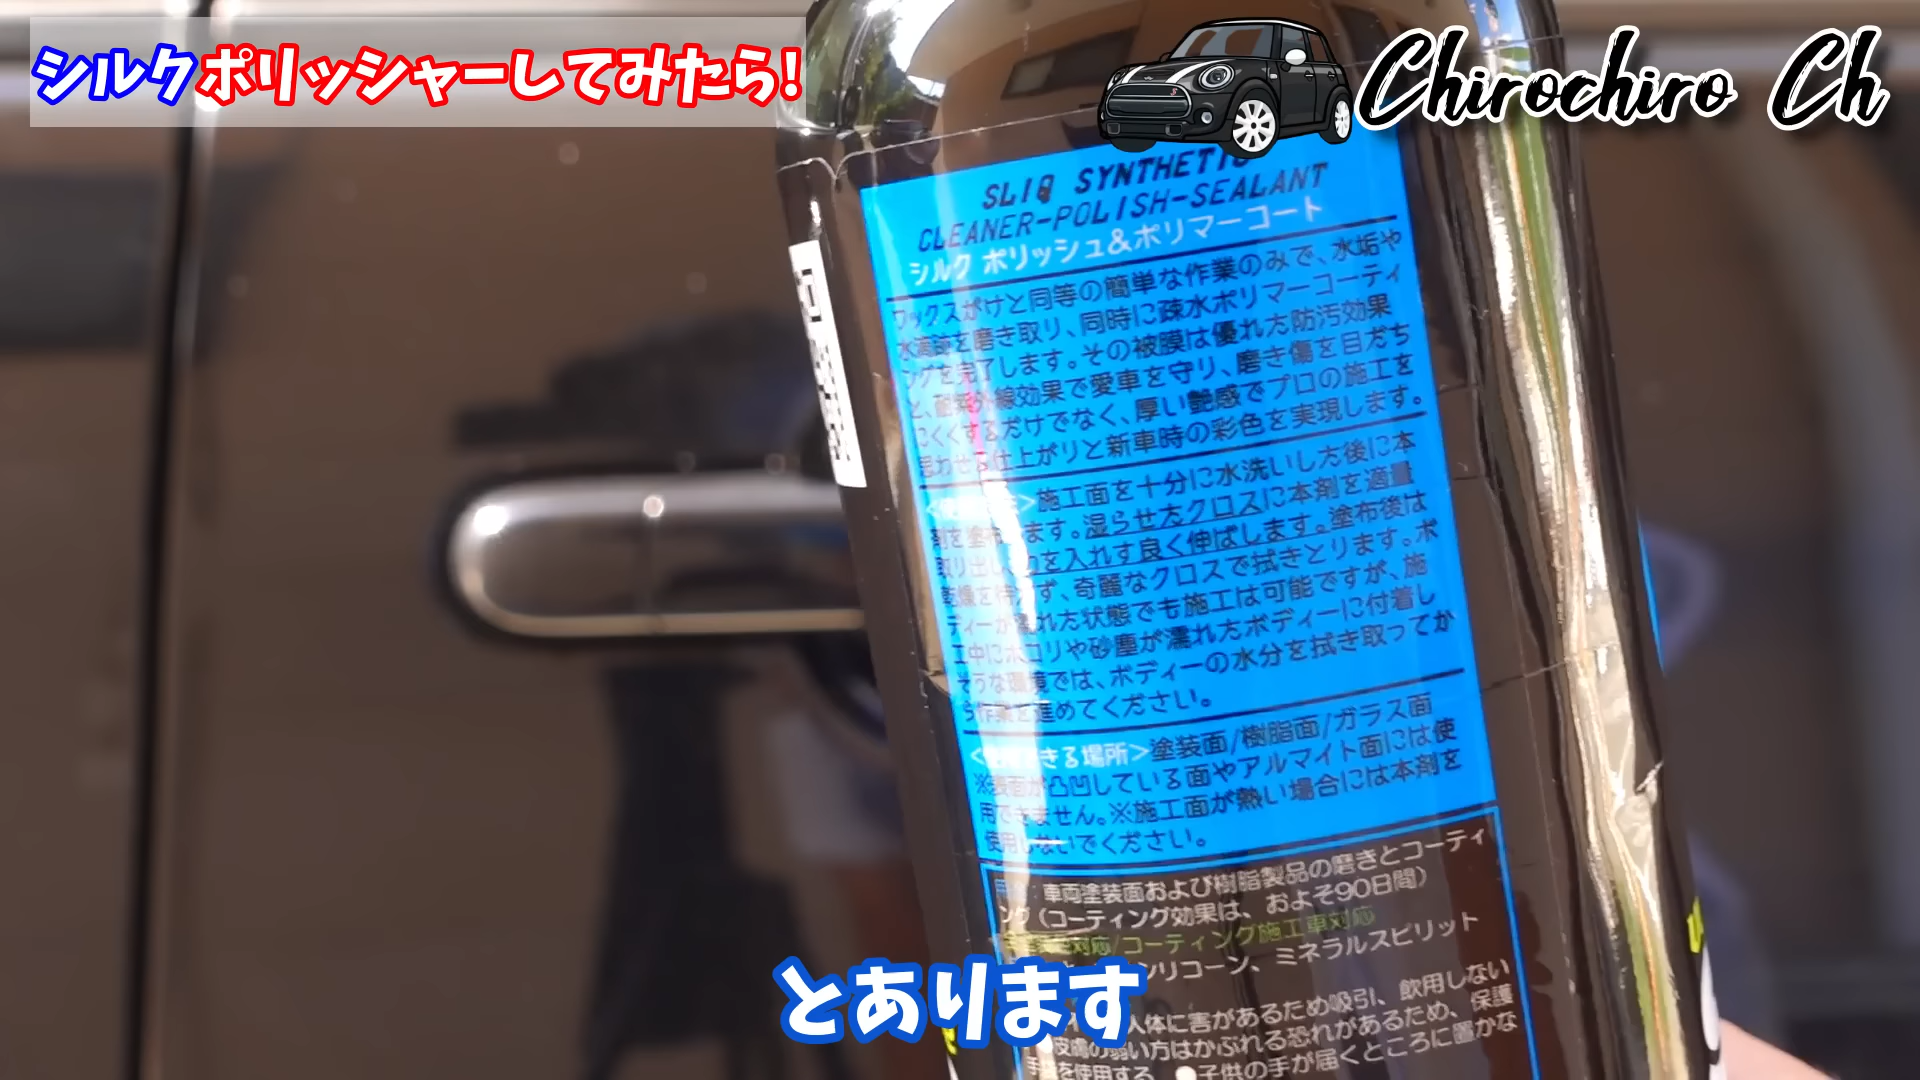 シルクポリッシャーしてみたら!
Chirochiro Ch
SLIQ SYNTHETIC
CLEANER-POLISH-SEALANT
シルク ポリッシュ&ポリマーコート
ワックスがけと同等の簡単な作業のみで、水垢や
水滴跡を磨き取り、同時に疎水ポリマーコーティ
ングを完了します。その被膜は優れた防汚効果
と、耐紫外線効果で愛車を守り、磨き傷を目だち
にくくするだけでなく、厚い艶感でプロの施工を
思わせる仕上がりと新車時の彩色を実現します。
施工面を十分に水洗いした後に本
剤を塗布します。湿らせたクロスに本剤を適量
取り出し、力を入れず良く伸ばします。塗布後は
乾燥を待たず、奇麗なクロスで拭きとります。ボ
ディーが濡れた状態でも施工は可能ですが、施
工中にホコリや砂塵が濡れたボディーに付着し
そうな環境では、ボディーの水分を拭き取ってか
ら作業を進めてください。
きる場所>塗装面/樹脂面/ガラス面
※表面が凸凹している面やアルマイト面には使
用できません。※施工面が熱い場合には本剤を
使用しないでください。
用途:車両塗装面および樹脂製品の磨きとコーティ
ング(コーティング効果は、およそ90日間)
対応/コーティング施工車対応
シリコーン、ミネラルスピリット
人体に害があるため吸引、飲用しない
皮膚の弱い方はかぶれる恐れがあるため、保護
手袋を使用する ●子供の手が届くところに置かな
とあります